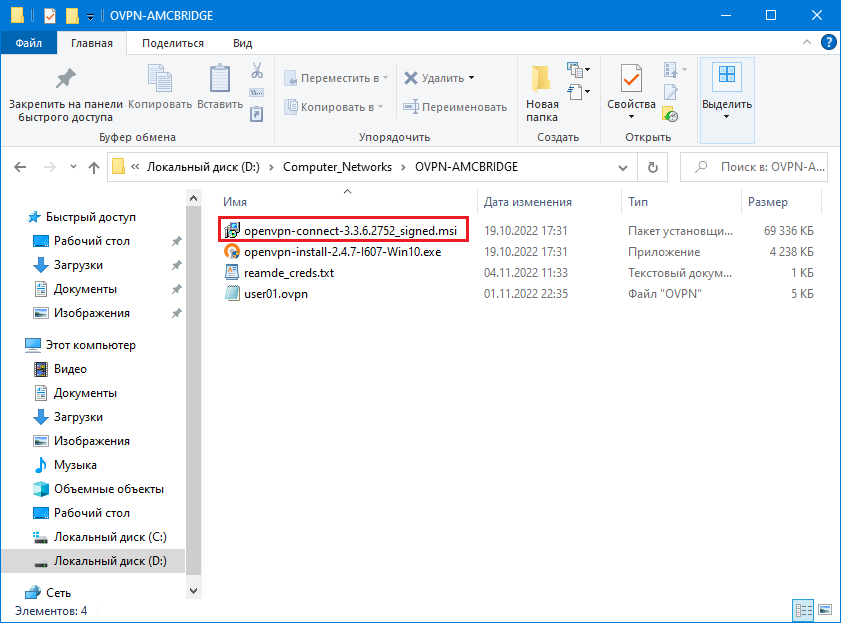 OVPN-AMCBRIDGE
Файл Главная Поделиться Вид
Закрепить на панели быстрого доступа
Копировать
Вставить
Буфер обмена
Переместить в
Копировать в
Удалить
Переименовать
Упорядочить
Новая папка
Создать
Свойства
Открыть
Выделить
« Локальный диск (D:) › Computer_Networks › OVPN-AMCBRIDGE
Поиск в: OVPN-A...
Быстрый доступ
Рабочий стол
Загрузки
Документы
Изображения
Этот компьютер
Видео
Документы
Загрузки
Изображения
Музыка
Объемные объекты
Рабочий стол
Локальный диск (C:)
Локальный диск (D:)
Сеть
Имя Дата изменения Тип Размер
openvpn-connect-3.3.6.2752_signed.msi 19.10.2022 17:31 Пакет установщи... 69 336 КБ
openvpn-install-2.4.7-I607-Win10.exe 19.10.2022 17:31 Приложение 4 238 КБ
reamde_creds.txt 04.11.2022 11:33 Текстовый докум... 1 КБ
user01.ovpn 01.11.2022 22:35 Файл "OVPN" 5 КБ
Элементов: 4